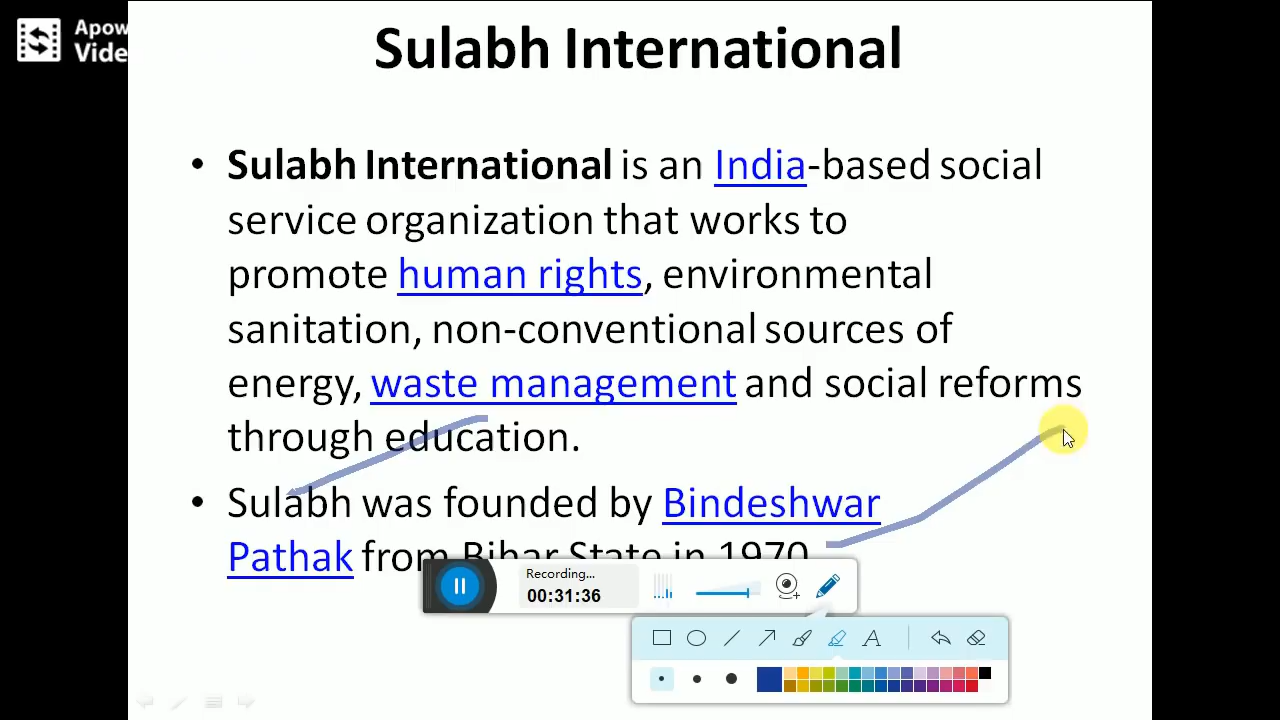 Apow
Vide
Sulabh International
• Sulabh International is an India-based social
service organization that works to
promote human rights, environmental
sanitation, non-conventional sources of
energy, waste management and social reforms
through education.
• Sulabh was founded by Bindeshwar
Pathak from Bihar State in 1970
Recording...
00:31:36
A